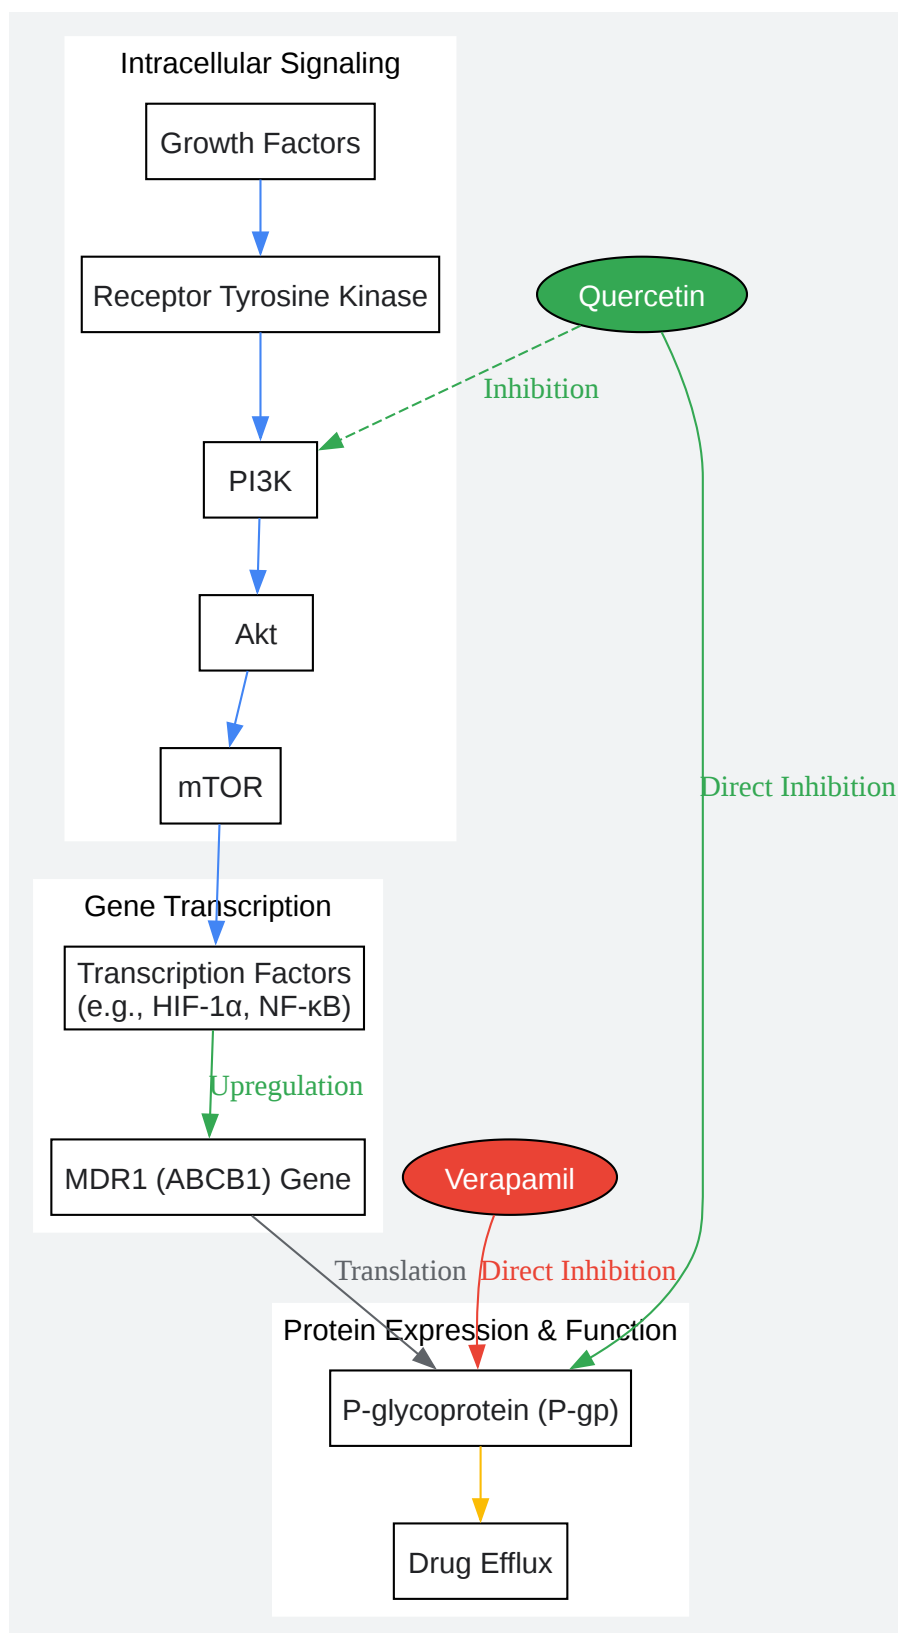 Intracellular Signaling
Growth Factors
Receptor Tyrosine Kinase
Quercetin
Inhibition
PI3K
Akt
mTOR
Direct Inhibition
Gene Transcription
Transcription Factors
(e.g., HIF-1α, NF-κB)
Upregulation
MDR1 (ABCB1) Gene
Verapamil
Translation
Direct Inhibition
Protein Expression & Function
P-glycoprotein (P-gp)
Drug Efflux